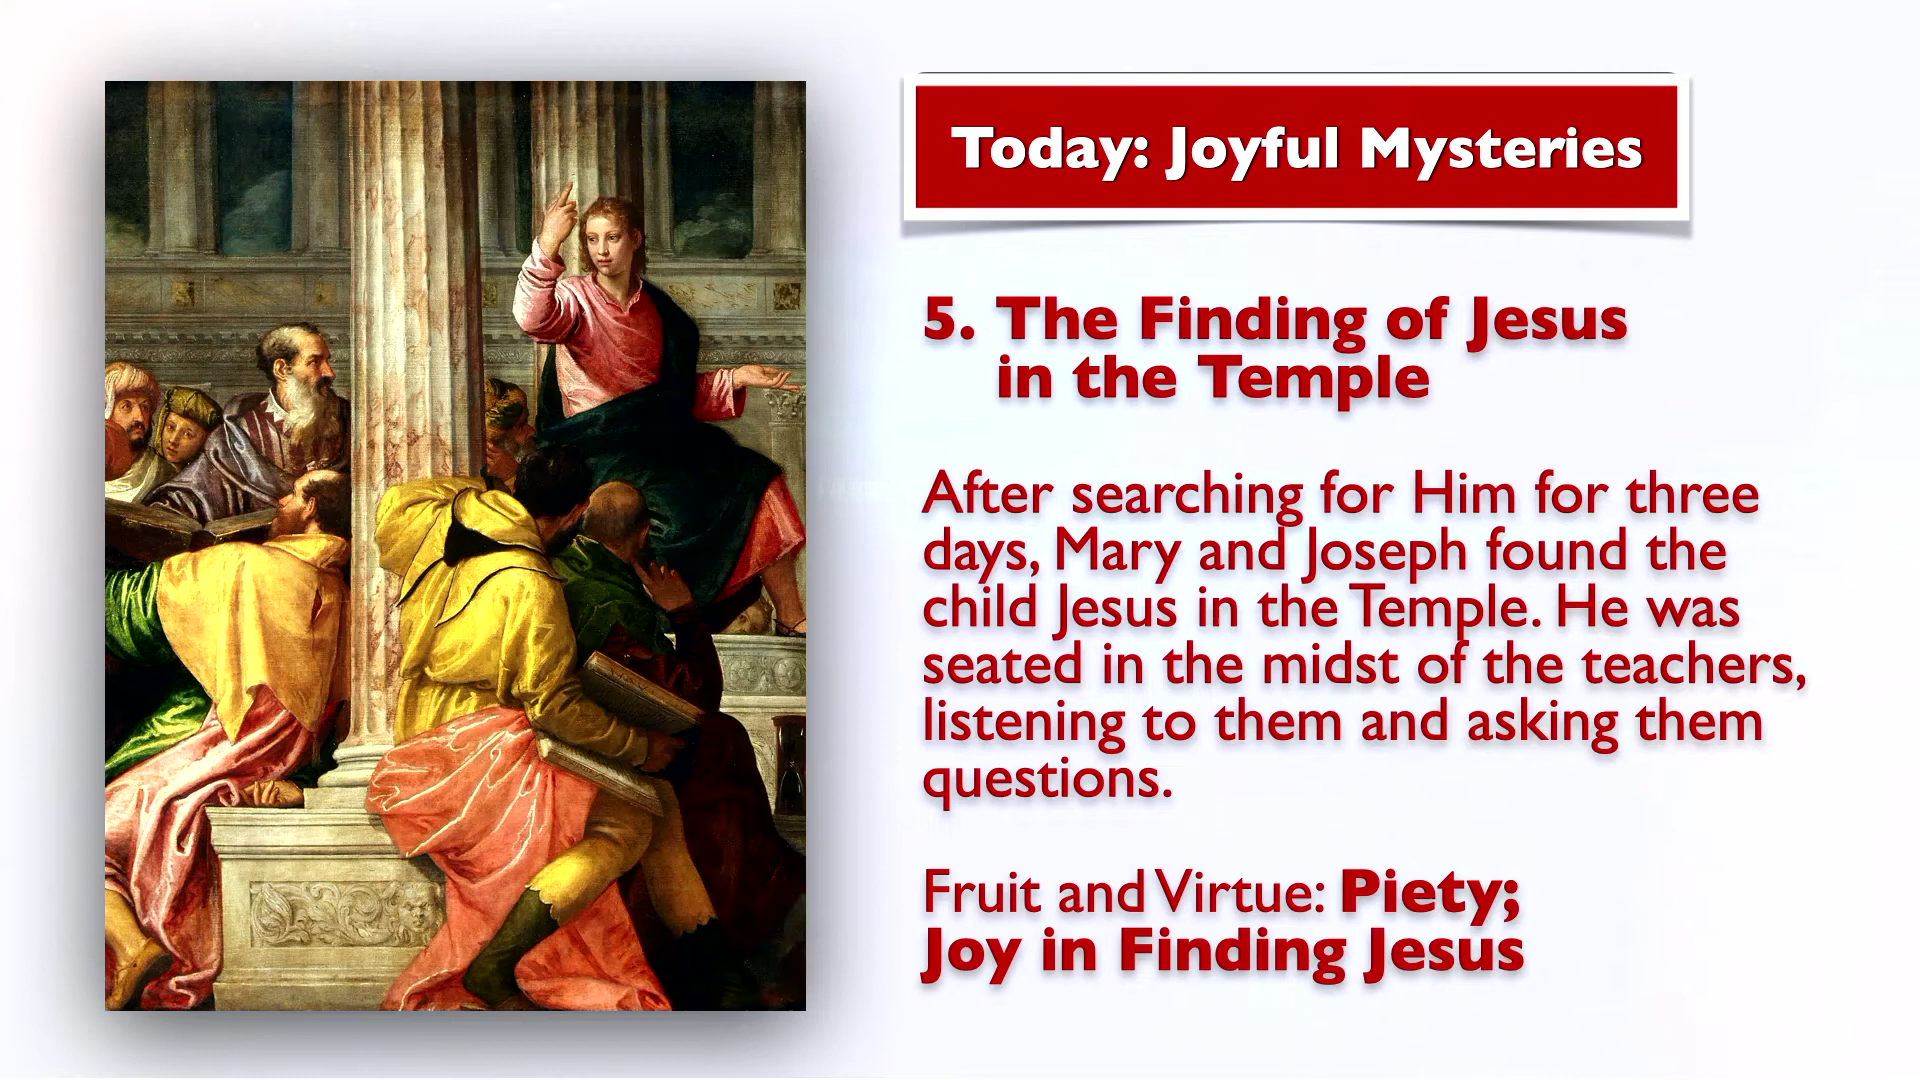 Today: Joyful Mysteries
5. The Finding of Jesus
in the Temple
After searching for Him for three
days, Mary and Joseph found the
child Jesus in the Temple. He was
seated in the midst of the teachers,
listening to them and asking them
questions.
Fruit and Virtue: Piety;
Joy in Finding Jesus